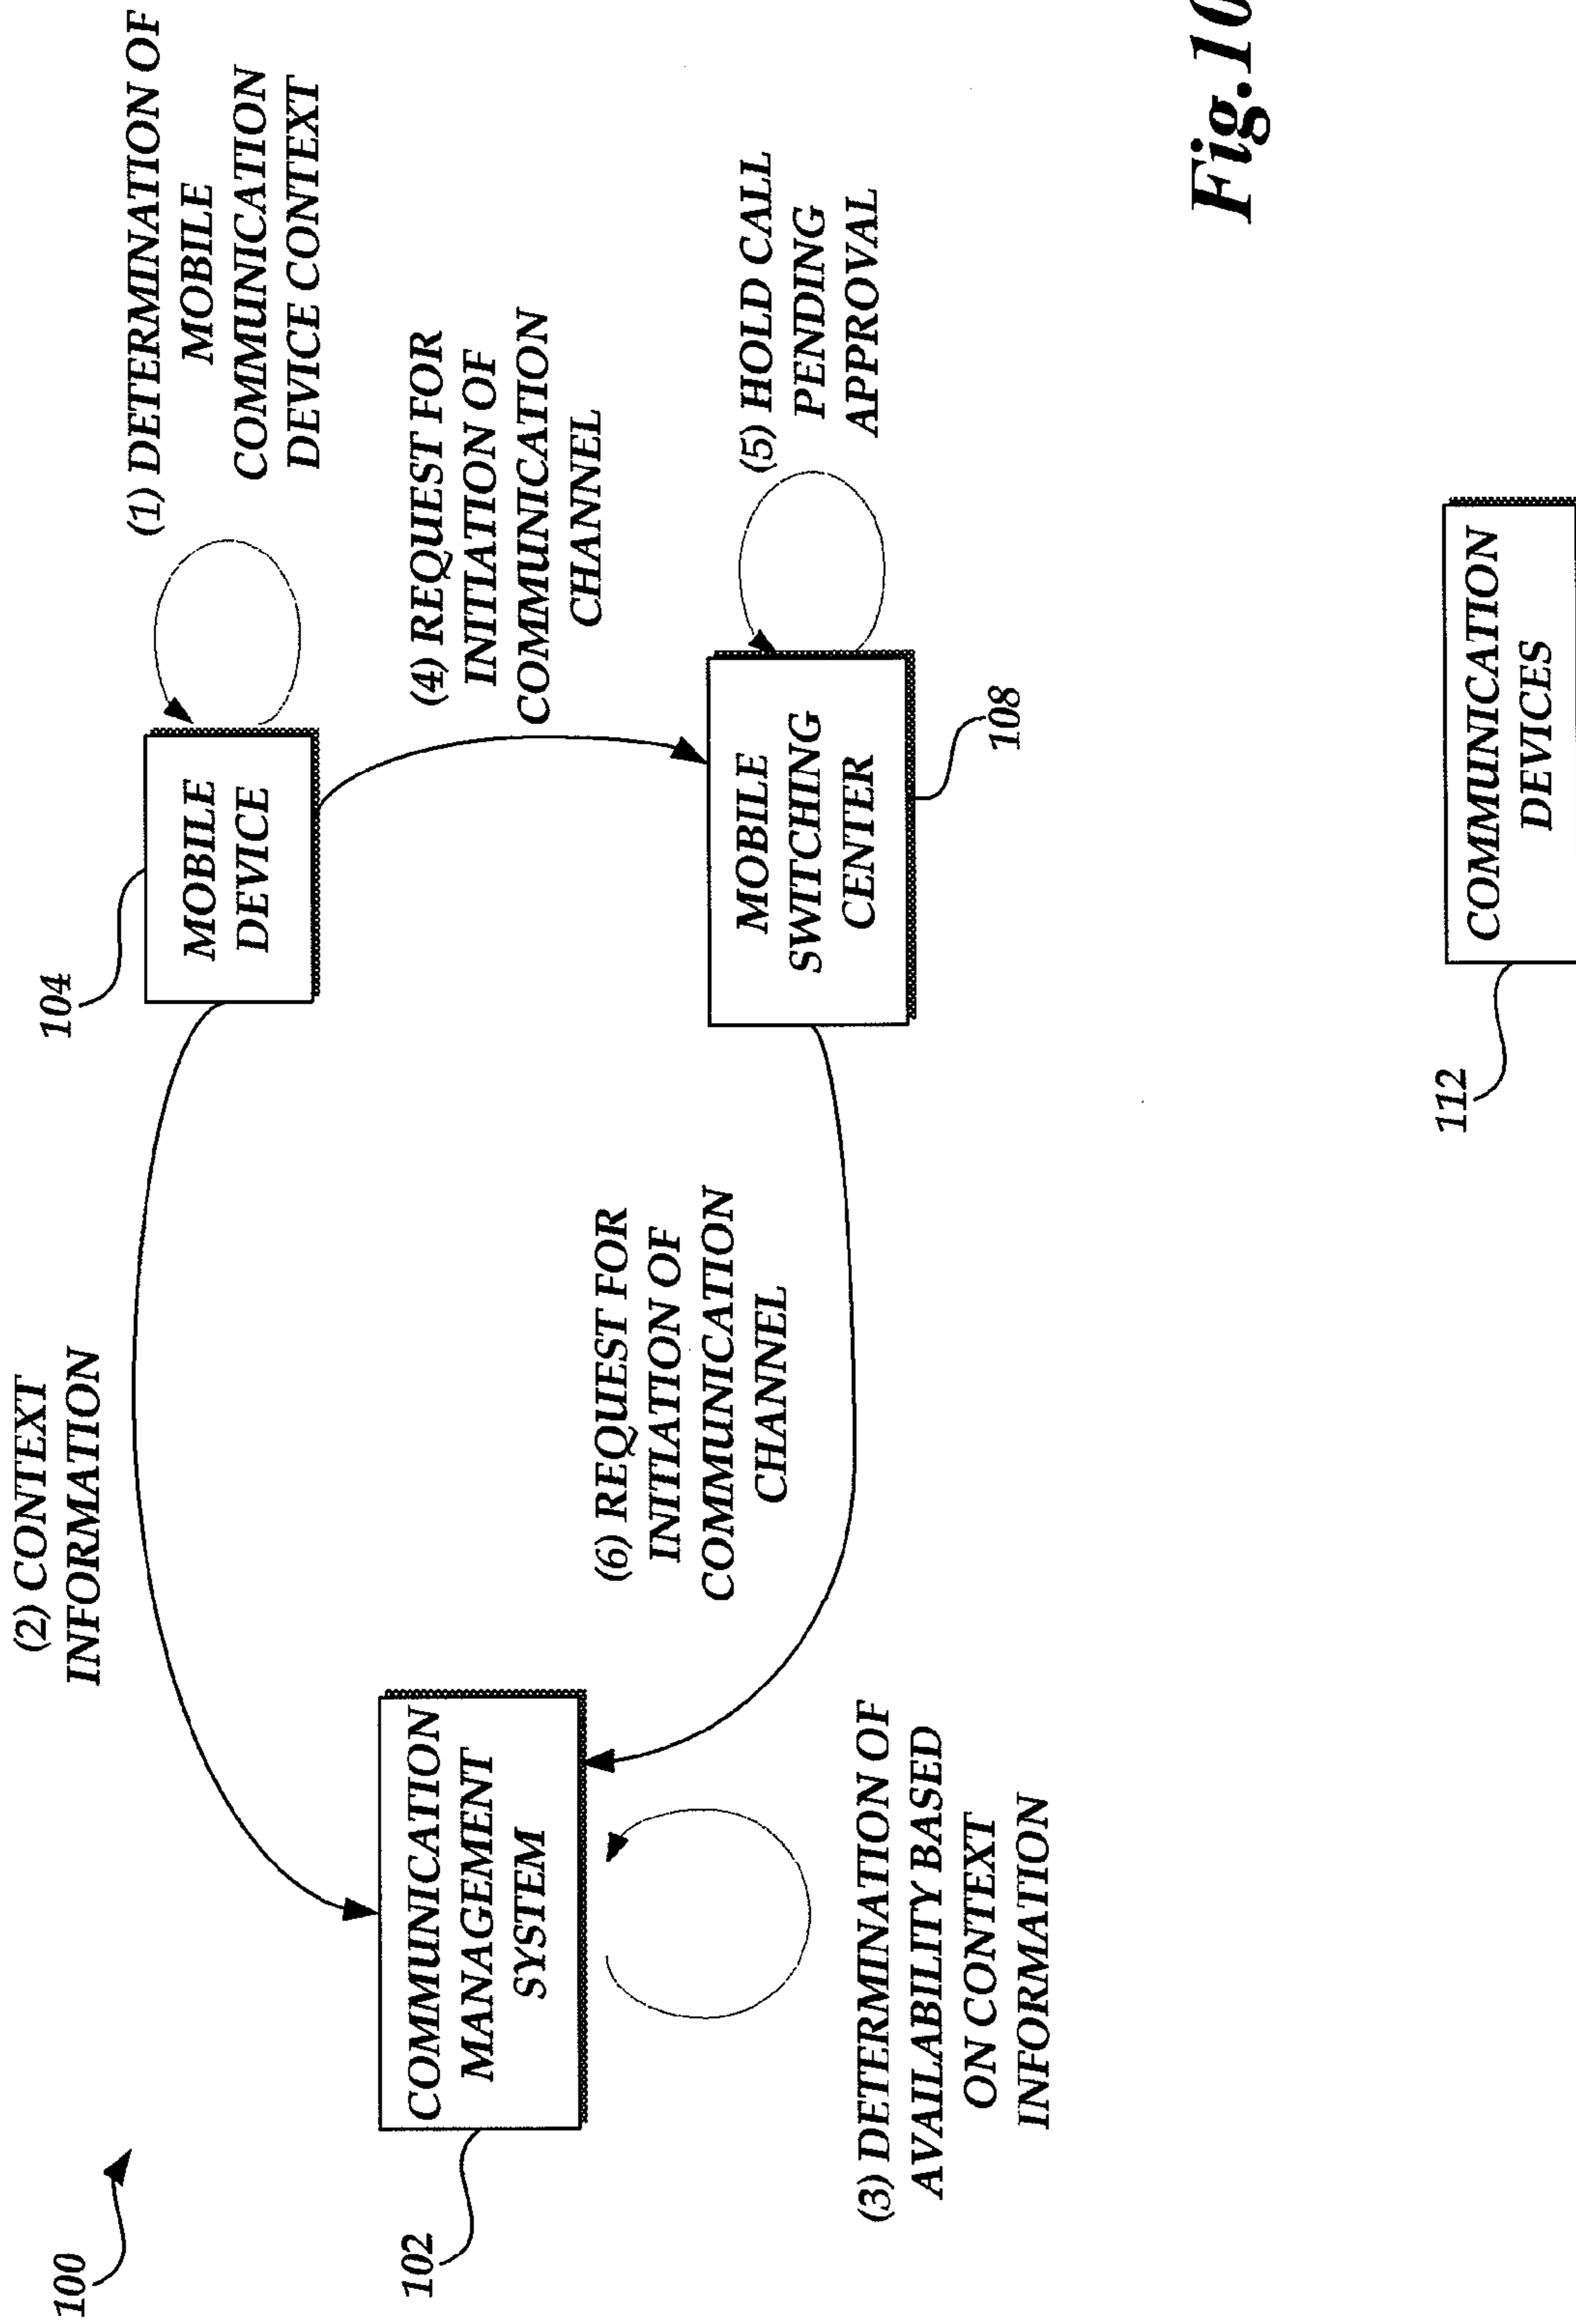 100
(2) CONTEXT
INFORMATION
104
(1) DETERMINATION OF
MOBILE
COMMUNICATION
DEVICE CONTEXT
MOBILE
DEVICE
102
COMMUNICATION
MANAGEMENT
SYSTEM
(6) REQUEST FOR
INITIATION OF
COMMUNICATION
CHANNEL
(4) REQUEST FOR
INITIATION OF
COMMUNICATION
CHANNEL
MOBILE
SWITCHING
CENTER
108
(5) HOLD CALL
PENDING
APPROVAL
(3) DETERMINATION OF
AVAILABILITY BASED
ON CONTEXT
INFORMATION
Fig.10
112
COMMUNICATION
DEVICES